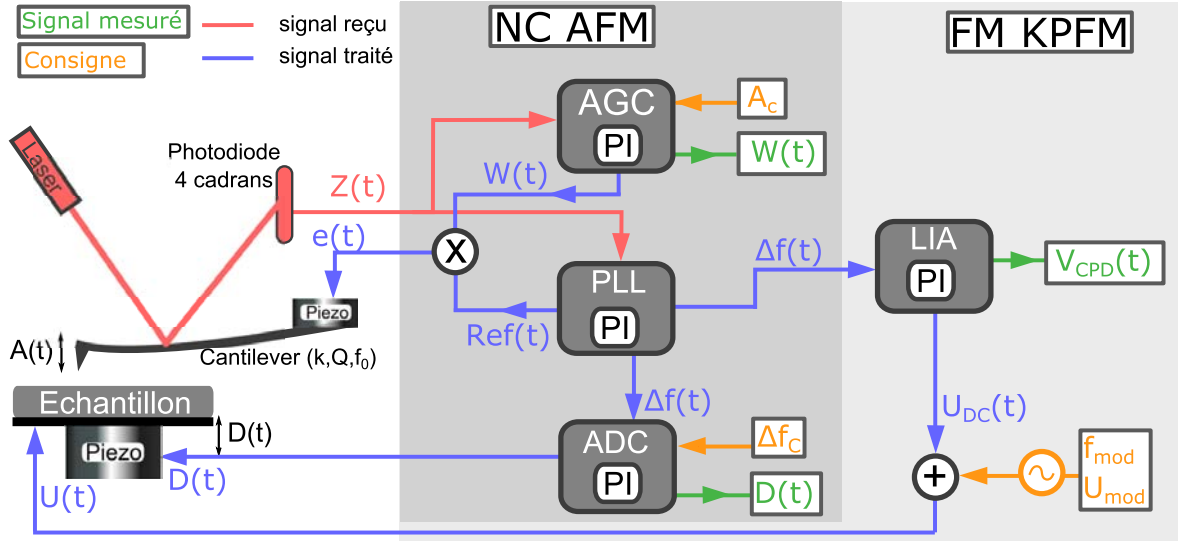 Signal mesuré
signal reçu
Consigne
signal traité
NC AFM
FM KPFM
AGC
PI
A_c
W(t)
Laser
Photodiode
4 cadrans
Z(t)
W(t)
e(t)
X
Piezo
PLL
PI
Ref(t)
Δf(t)
LIA
PI
V_CPD(t)
A(t)
Cantilever (k,Q,f_0)
Echantillon
D(t)
Δf(t)
U_DC(t)
Piezo
D(t)
U(t)
ADC
PI
Δf_C
D(t)
+
f_mod
U_mod